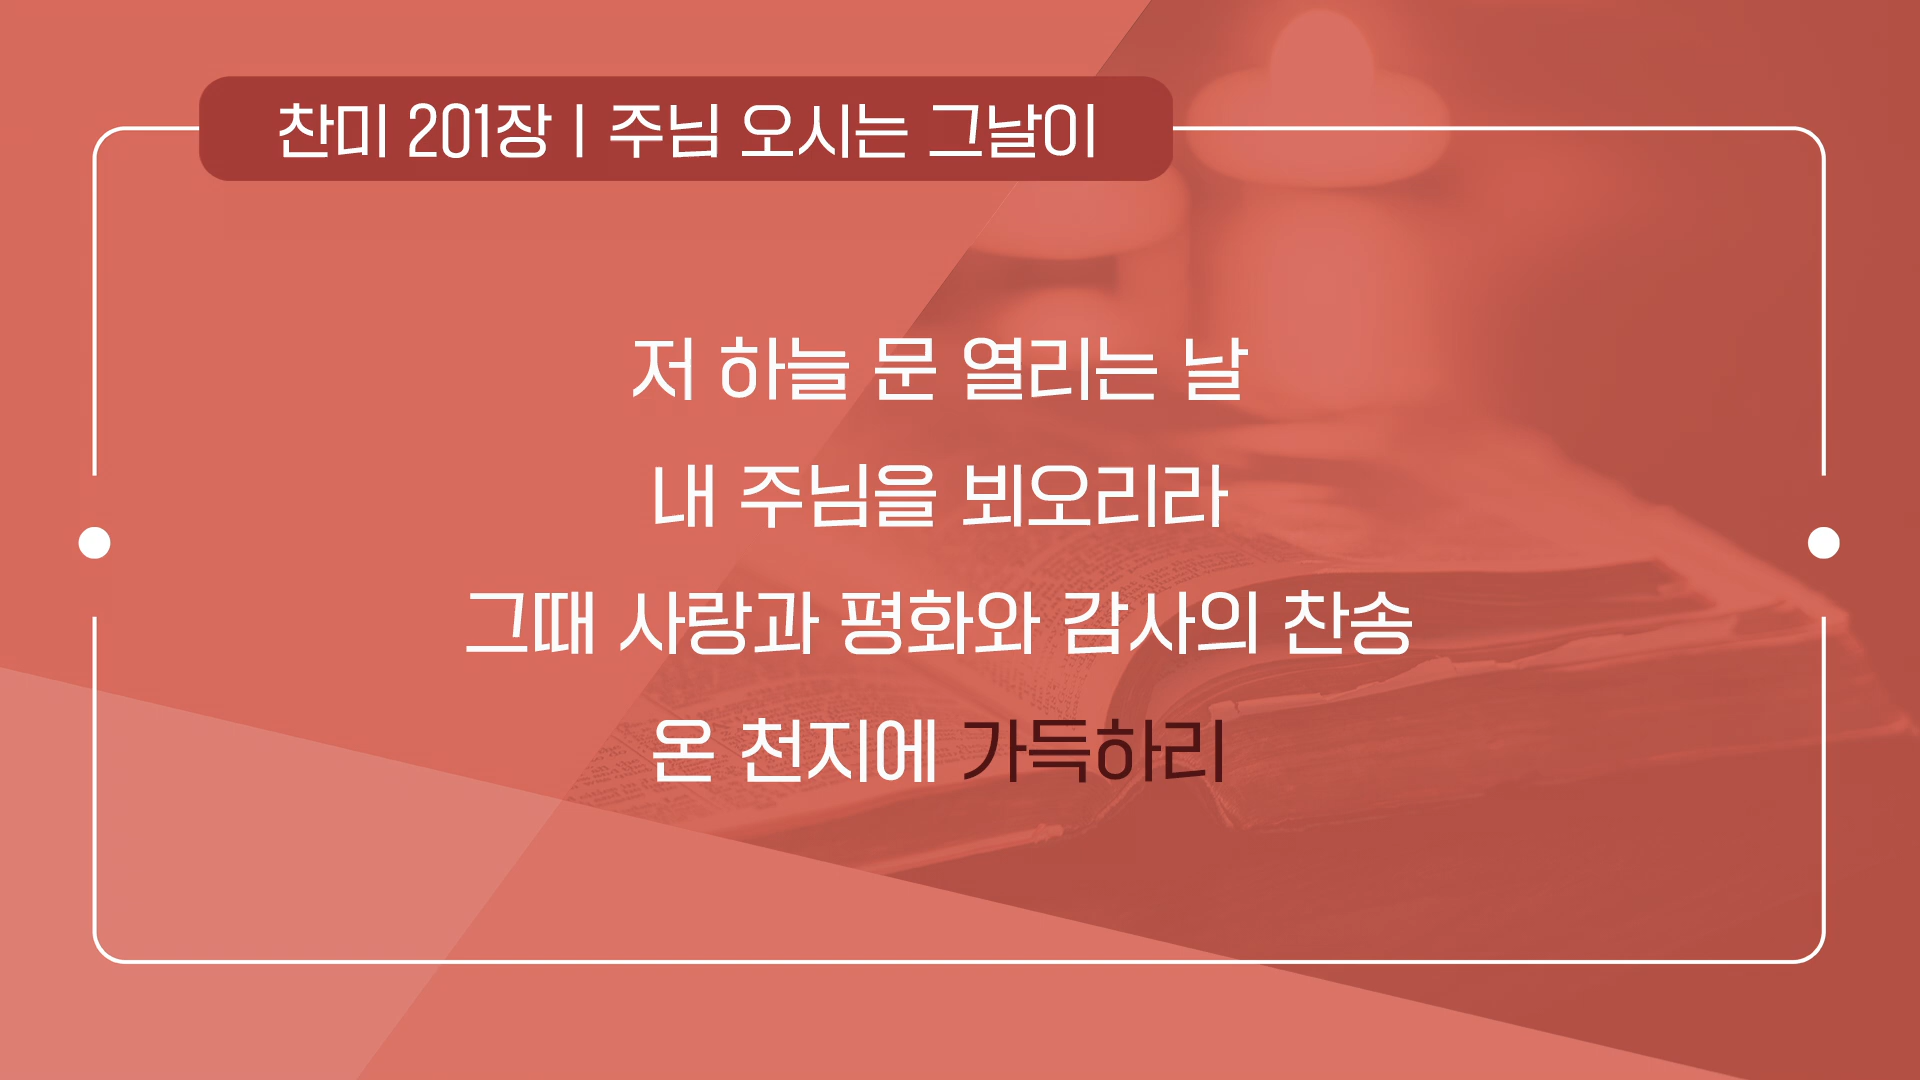 찬미 201장 | 주님 오시는 그날이
저 하늘 문 열리는 날
내 주님을 뵈오리라
그때 사랑과 평화와 감사의 찬송
온 천지에 가득하리